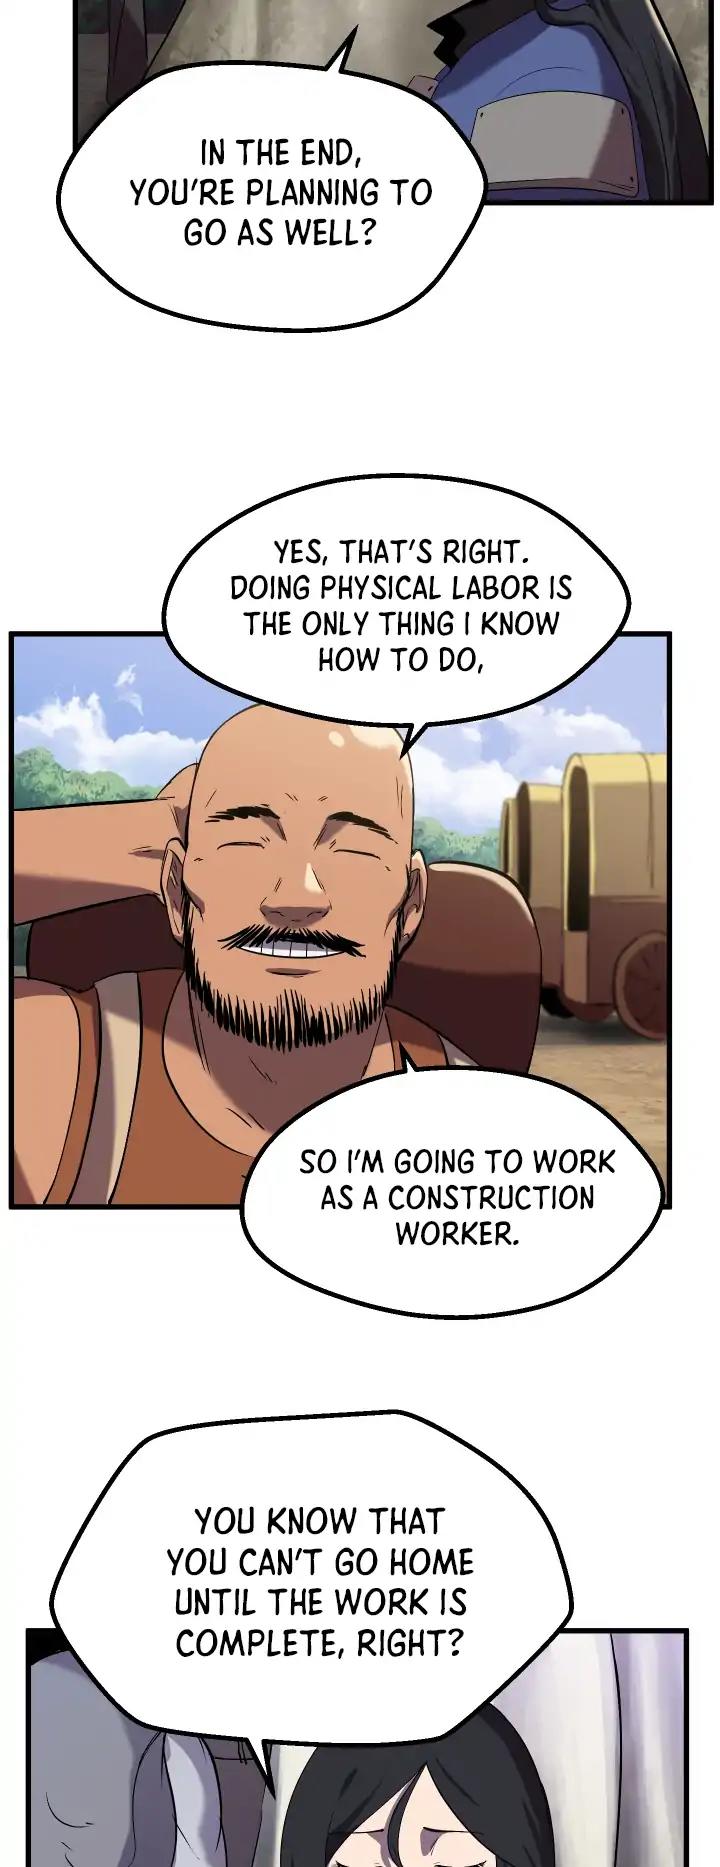 IN THE END,
YOU'RE PLANNING TO
GO AS WELL?
YES, THAT'S RIGHT.
DOING PHYSICAL LABOR IS
THE ONLY THING I KNOW
HOW TO DO,
SO I'M GOING TO WORK
AS A CONSTRUCTION
WORKER.
YOU KNOW THAT
YOU CAN'T GO HOME
UNTIL THE WORK IS
COMPLETE, RIGHT?